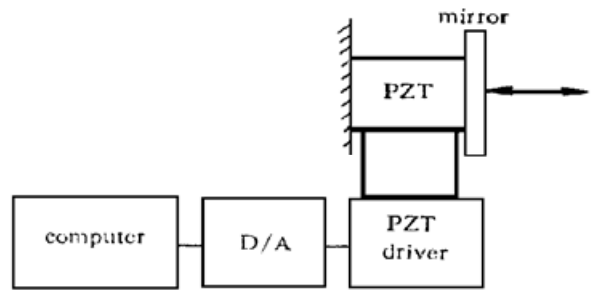 mirror
PZT
computer
D/A
PZT
driver